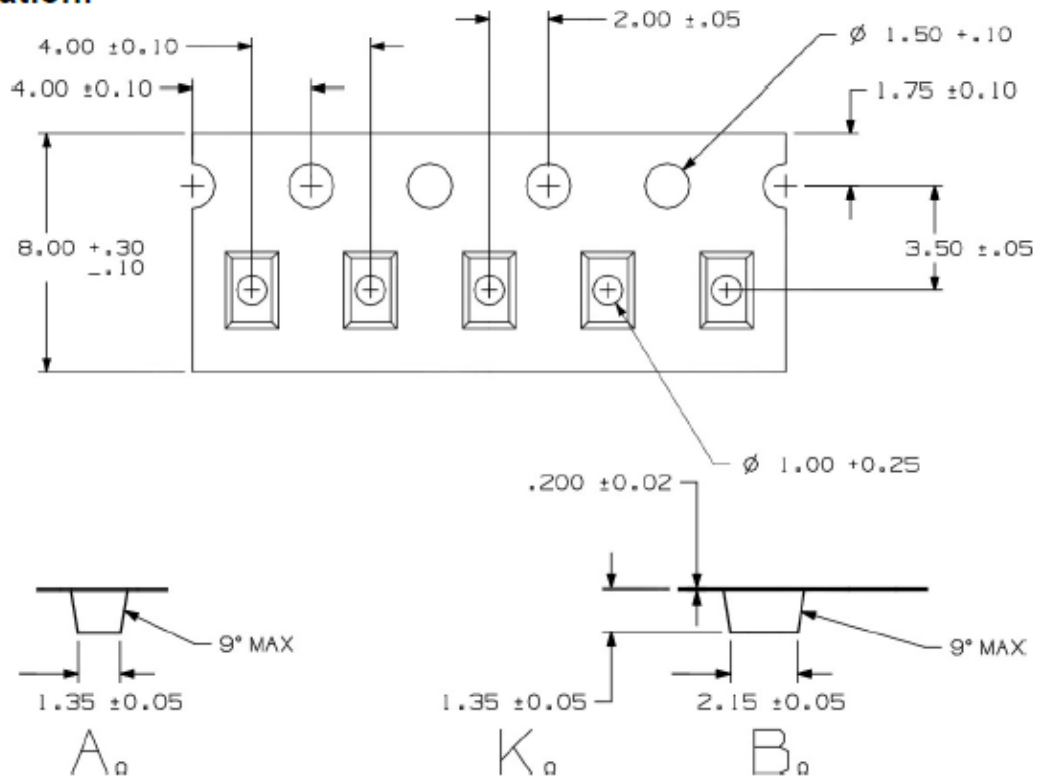 2.00 ±.05
4.00 ±0.10
Ø 1.50 +.10
4.00 ±0.10
1.75 ±0.10
8.00 +.30
-.10
3.50 ±.05
Ø 1.00 +0.25
.200 ±0.02
9° MAX
9° MAX
1.35 ±0.05
1.35 ±0.05
2.15 ±0.05
A₀
K₀
B₀